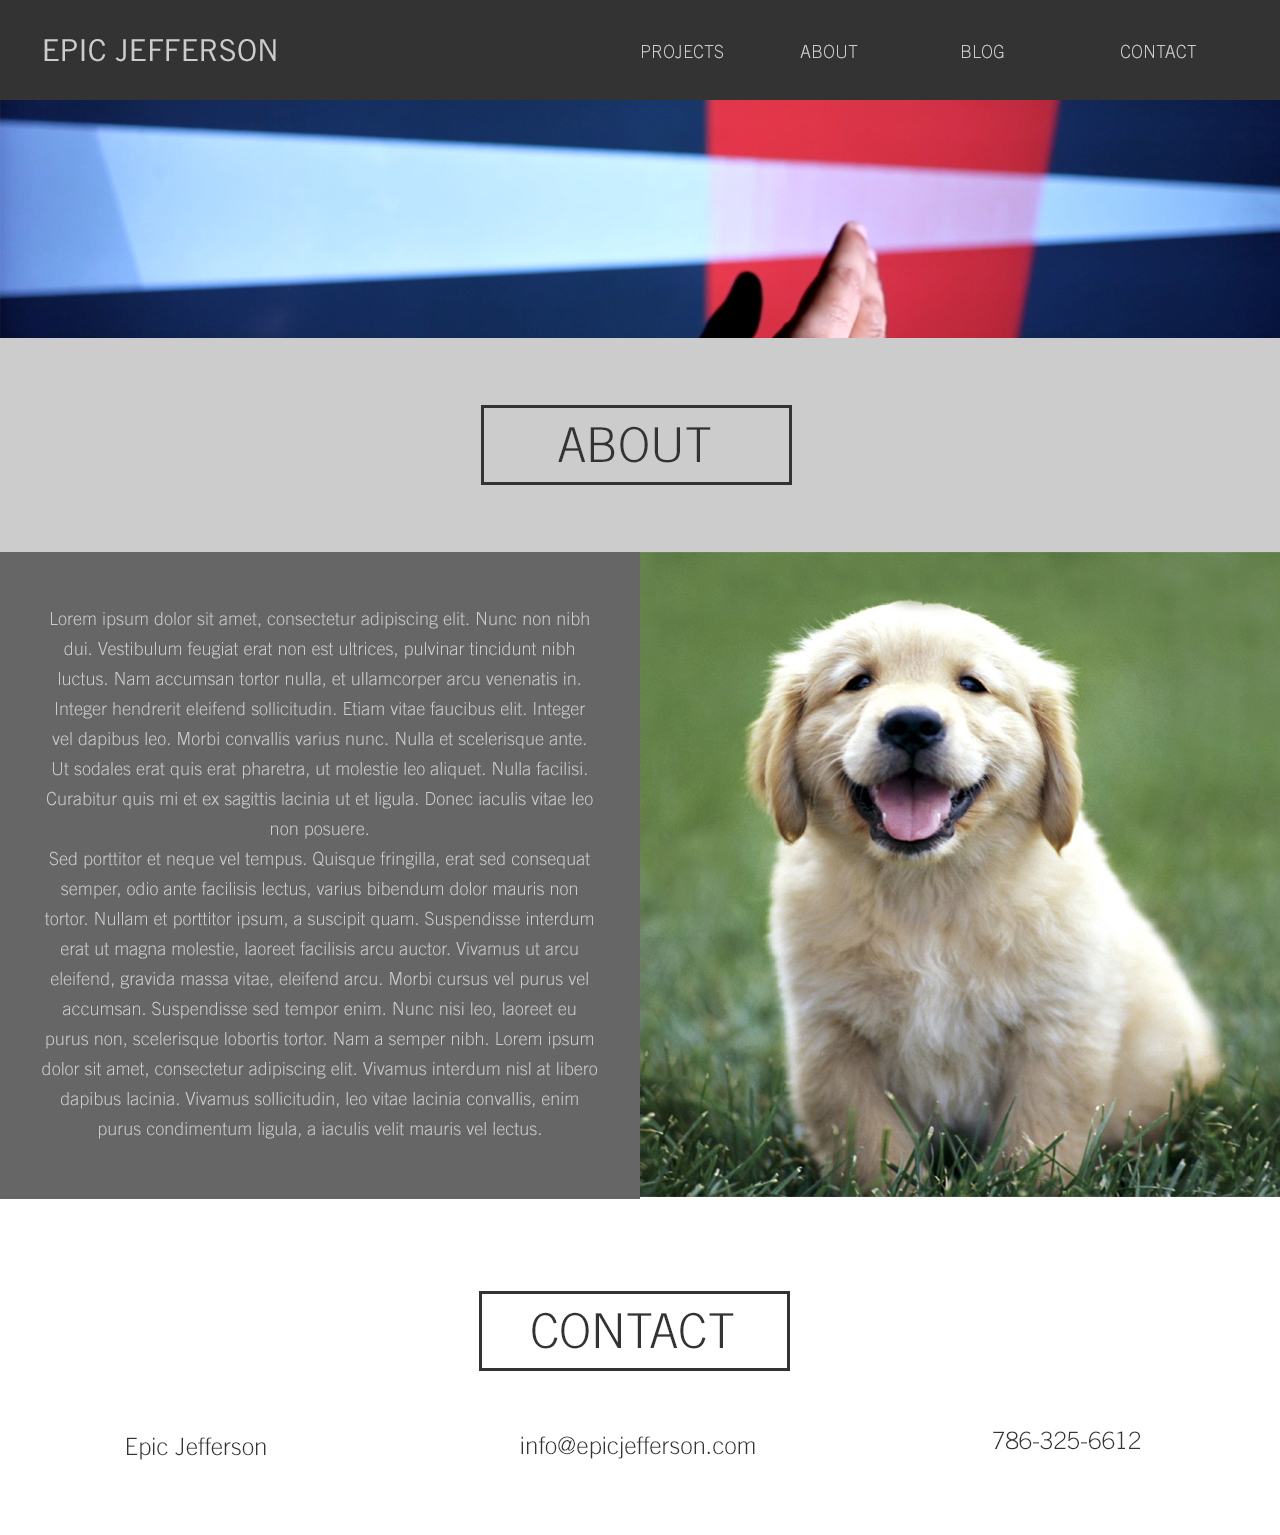 EPIC JEFFERSON
PROJECTS ABOUT BLOG CONTACT
ABOUT
Lorem ipsum dolor sit amet, consectetur adipiscing elit. Nunc non nibh
dui. Vestibulum feugiat erat non est ultrices, pulvinar tincidunt nibh
luctus. Nam accumsan tortor nulla, et ullamcorper arcu venenatis in.
Integer hendrerit eleifend sollicitudin. Etiam vitae faucibus elit. Integer
vel dapibus leo. Morbi convallis varius nunc. Nulla et scelerisque ante.
Ut sodales erat quis erat pharetra, ut molestie leo aliquet. Nulla facilisi.
Curabitur quis mi et ex sagittis lacinia ut et ligula. Donec iaculis vitae leo
non posuere.
Sed porttitor et neque vel tempus. Quisque fringilla, erat sed consequat
semper, odio ante facilisis lectus, varius bibendum dolor mauris non
tortor. Nullam et porttitor ipsum, a suscipit quam. Suspendisse interdum
erat ut magna molestie, laoreet facilisis arcu auctor. Vivamus ut arcu
eleifend, gravida massa vitae, eleifend arcu. Morbi cursus vel purus vel
accumsan. Suspendisse sed tempor enim. Nunc nisi leo, laoreet eu
purus non, scelerisque lobortis tortor. Nam a semper nibh. Lorem ipsum
dolor sit amet, consectetur adipiscing elit. Vivamus interdum nisl at libero
dapibus lacinia. Vivamus sollicitudin, leo vitae lacinia convallis, enim
purus condimentum ligula, a iaculis velit mauris vel lectus.
CONTACT
Epic Jefferson
info@epicjefferson.com
786-325-6612